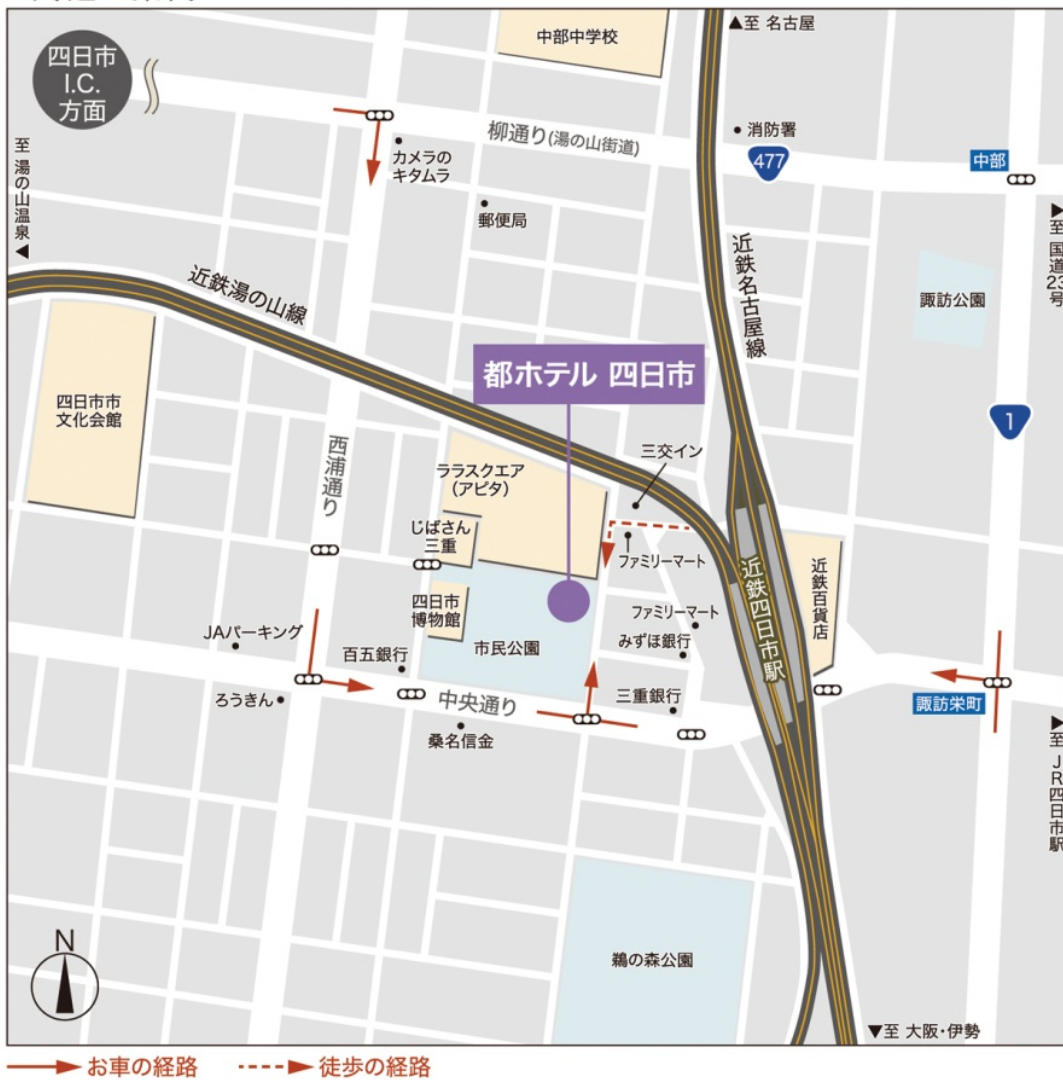 中部中学校
▲至 名古屋
四日市
I.C.
方面
柳通り(湯の山街道)
消防署
477
中部
カメラの
キタムラ
郵便局
至 湯の山温泉 ▲
▲至 国道23号
近鉄湯の山線
近鉄名古屋線
諏訪公園
都ホテル 四日市
四日市市
文化会館
1
西浦通り
ララスクエア
(アピタ)
三交イン
じばさん
三重
ファミリーマート
近鉄四日市駅
近鉄百貨店
四日市
博物館
ファミリーマート
JAパーキング
市民公園
みずほ銀行
百五銀行
ろうきん
中央通り
三重銀行
諏訪栄町
桑名信金
▲至 JR四日市駅
N
鵜の森公園
▼至 大阪・伊勢
お車の経路
徒歩の経路